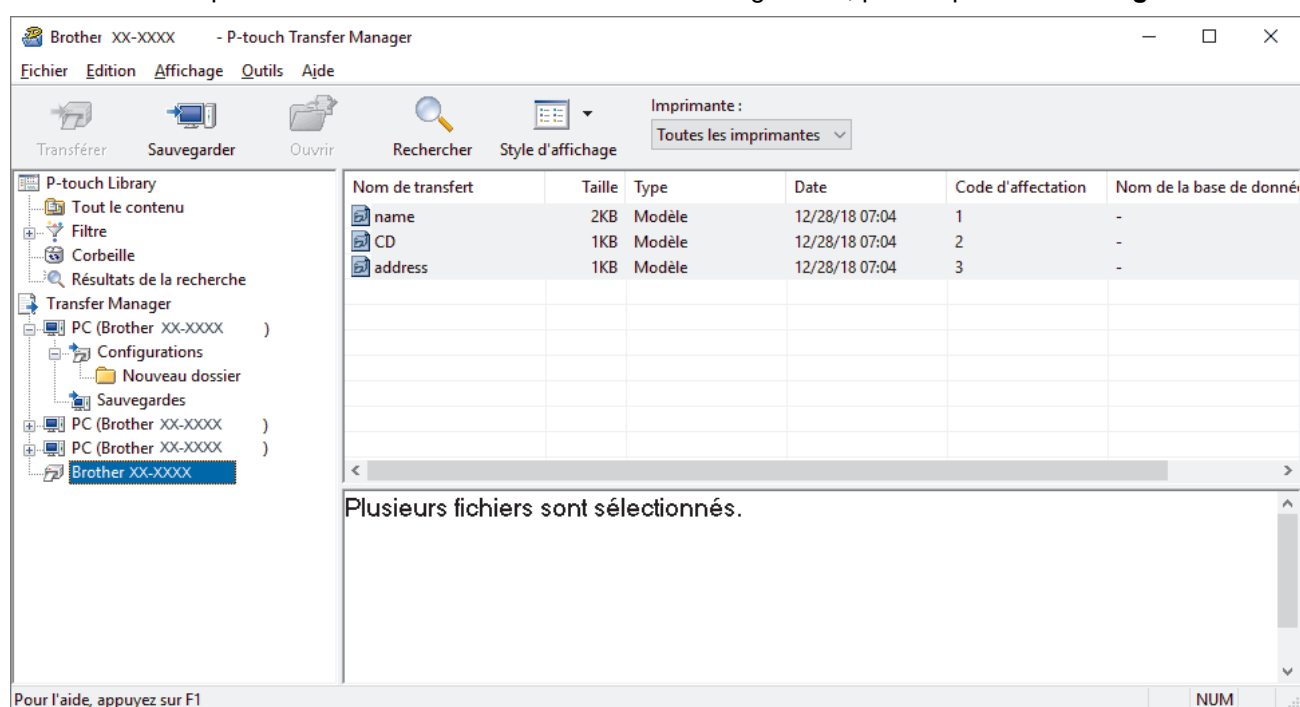 Brother XX-XXXX - P-touch Transfer Manager
Fichier Edition Affichage Outils Aide
Transférer Sauvegarder Ouvrir Rechercher Style d'affichage
Imprimante :
Toutes les imprimantes
P-touch Library
Tout le contenu
Filtre
Corbeille
Résultats de la recherche
Transfer Manager
PC (Brother XX-XXXX )
Configurations
Nouveau dossier
Sauvegardes
PC (Brother XX-XXXX )
PC (Brother XX-XXXX )
Brother XX-XXXX
Nom de transfert Taille Type Date Code d'affectation Nom de la base de donné
name 2KB Modèle 12/28/18 07:04 1 -
CD 1KB Modèle 12/28/18 07:04 2 -
address 1KB Modèle 12/28/18 07:04 3 -
Plusieurs fichiers sont sélectionnés.
Pour l'aide, appuyez sur F1
NUM